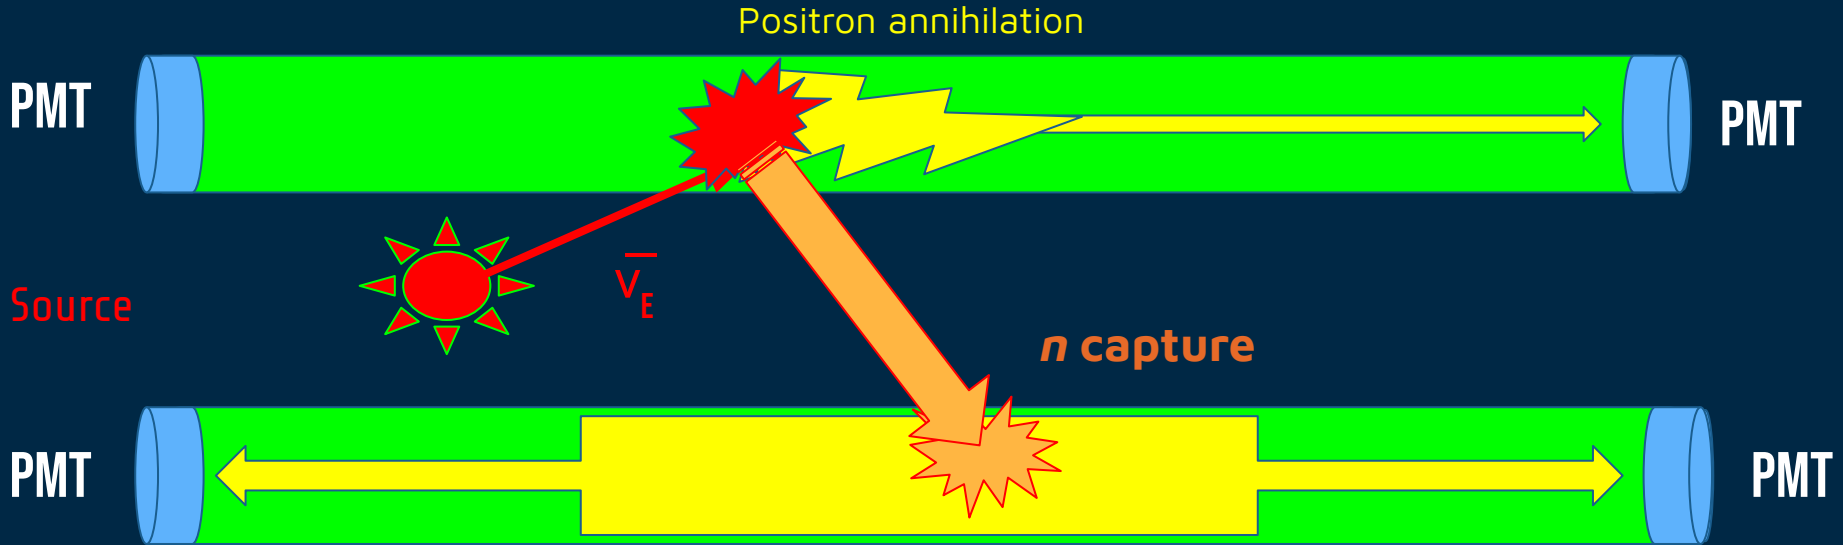 Positron annihilation
PMT
PMT
Source
v̅E
n capture
PMT
PMT